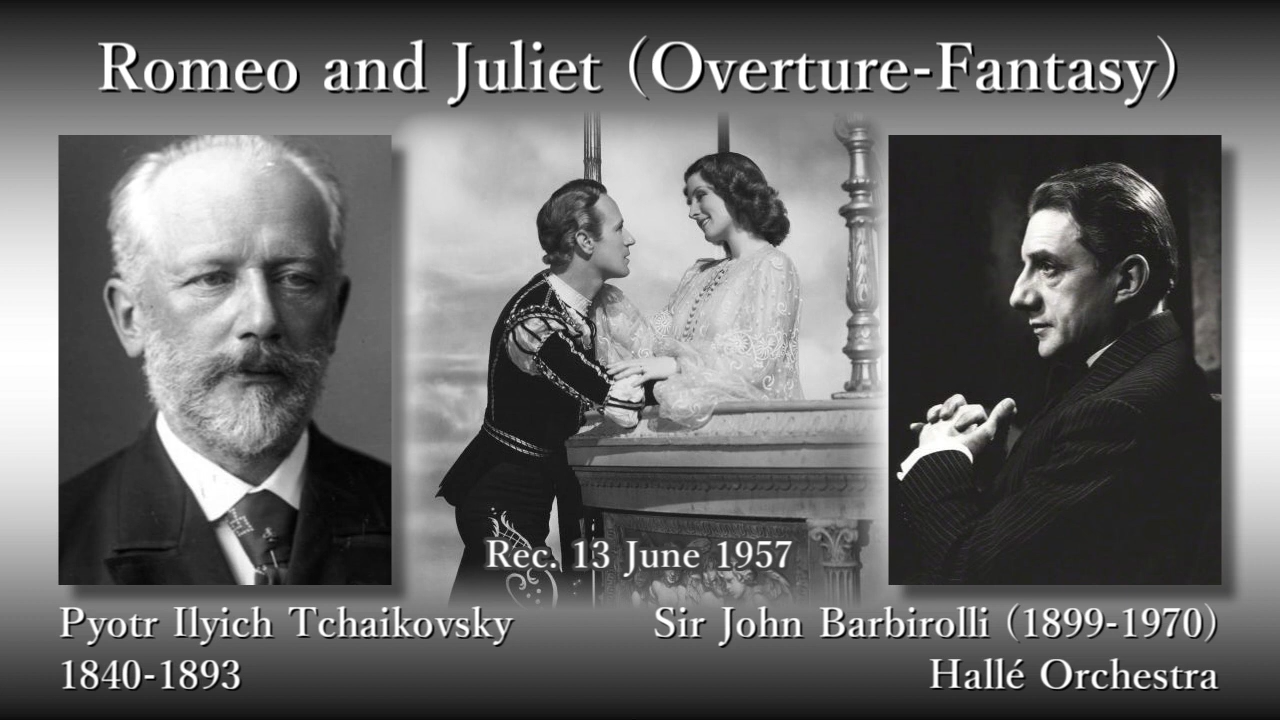 Romeo and Juliet (Overture-Fantasy)
Rec. 13 June 1957
Pyotr Ilyich Tchaikovsky
1840-1893
Sir John Barbirolli (1899-1970)
Hallé Orchestra